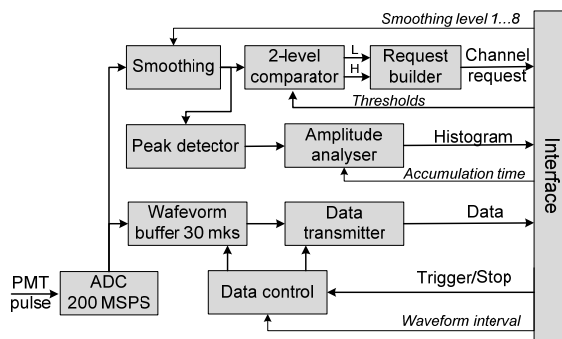 Smoothing level 1...8
Smoothing
2-level
comparator
L
H
Request
builder
Channel
request
Thresholds
Peak detector
Amplitude
analyser
Histogram
Accumulation time
Interface
Wafevorm
buffer 30 mks
Data
transmitter
Data
PMT
pulse
ADC
200 MSPS
Data control
Trigger/Stop
Waveform interval